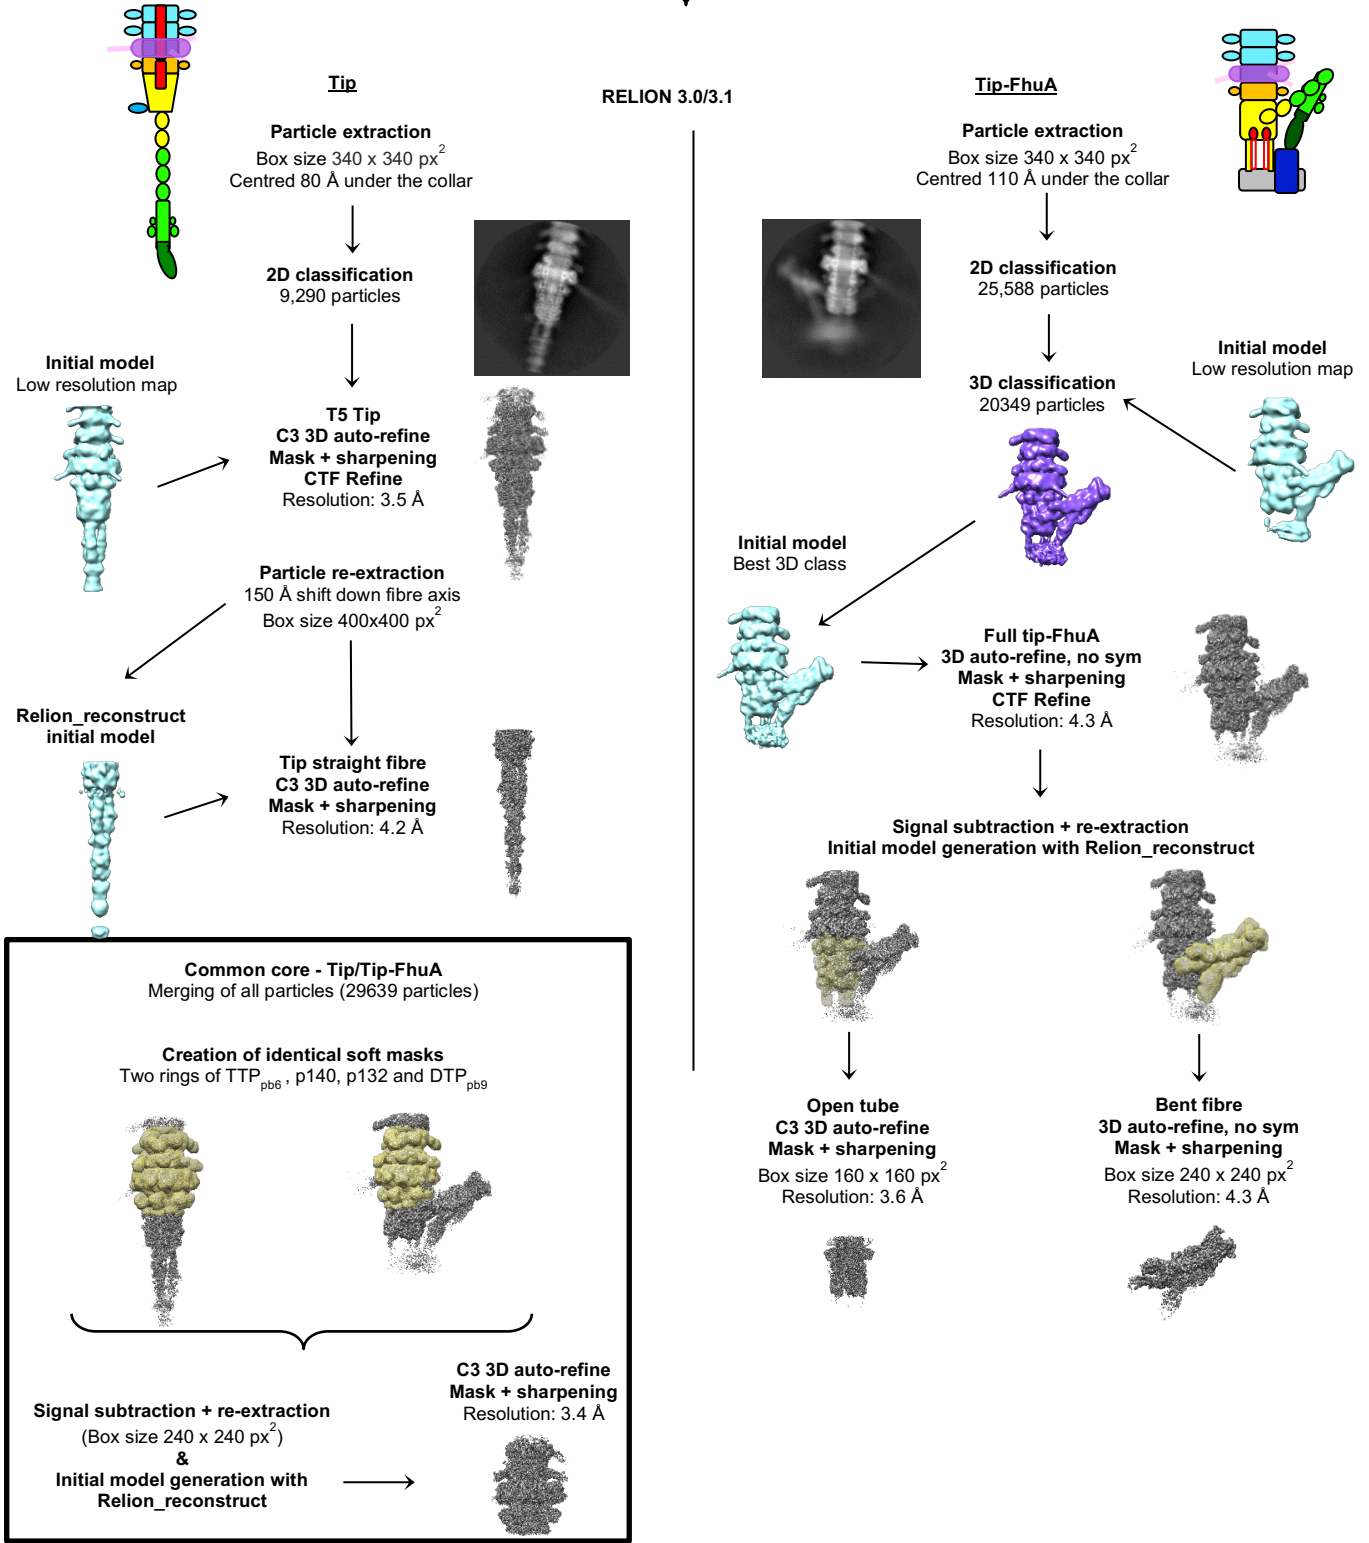 RELION 3.0/3.1
Tip
Particle extraction
Box size 340 x 340 px²
Centred 80 Å under the collar
2D classification
9,290 particles
Initial model
Low resolution map
T5 Tip
C3 3D auto-refine
Mask + sharpening
CTF Refine
Resolution: 3.5 Å
Particle re-extraction
150 Å shift down fibre axis
Box size 400x400 px²
Relion_reconstruct
initial model
Tip straight fibre
C3 3D auto-refine
Mask + sharpening
Resolution: 4.2 Å
Common core - Tip/Tip-FhuA
Merging of all particles (29639 particles)
Creation of identical soft masks
Two rings of TTPpb6 , p140, p132 and DTPpb9
Signal subtraction + re-extraction
(Box size 240 x 240 px²)
&
Initial model generation with
Relion_reconstruct
C3 3D auto-refine
Mask + sharpening
Resolution: 3.4 Å
Tip-FhuA
Particle extraction
Box size 340 x 340 px²
Centred 110 Å under the collar
2D classification
25,588 particles
3D classification
20349 particles
Initial model
Low resolution map
Initial model
Best 3D class
Full tip-FhuA
3D auto-refine, no sym
Mask + sharpening
CTF Refine
Resolution: 4.3 Å
Signal subtraction + re-extraction
Initial model generation with Relion_reconstruct
Open tube
C3 3D auto-refine
Mask + sharpening
Box size 160 x 160 px²
Resolution: 3.6 Å
Bent fibre
3D auto-refine, no sym
Mask + sharpening
Box size 240 x 240 px²
Resolution: 4.3 Å